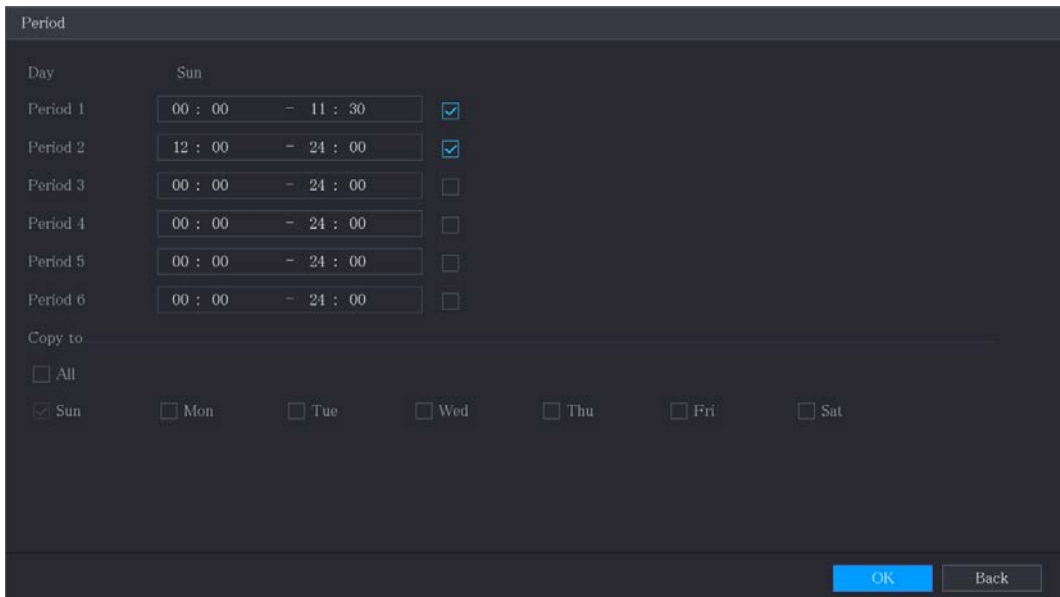 Period
Day Sun
Period 1 00 : 00 - 11 : 30
Period 2 12 : 00 - 24 : 00
Period 3 00 : 00 - 24 : 00
Period 4 00 : 00 - 24 : 00
Period 5 00 : 00 - 24 : 00
Period 6 00 : 00 - 24 : 00
Copy to
All
Sun Mon Tue Wed Thu Fri Sat
OK Back